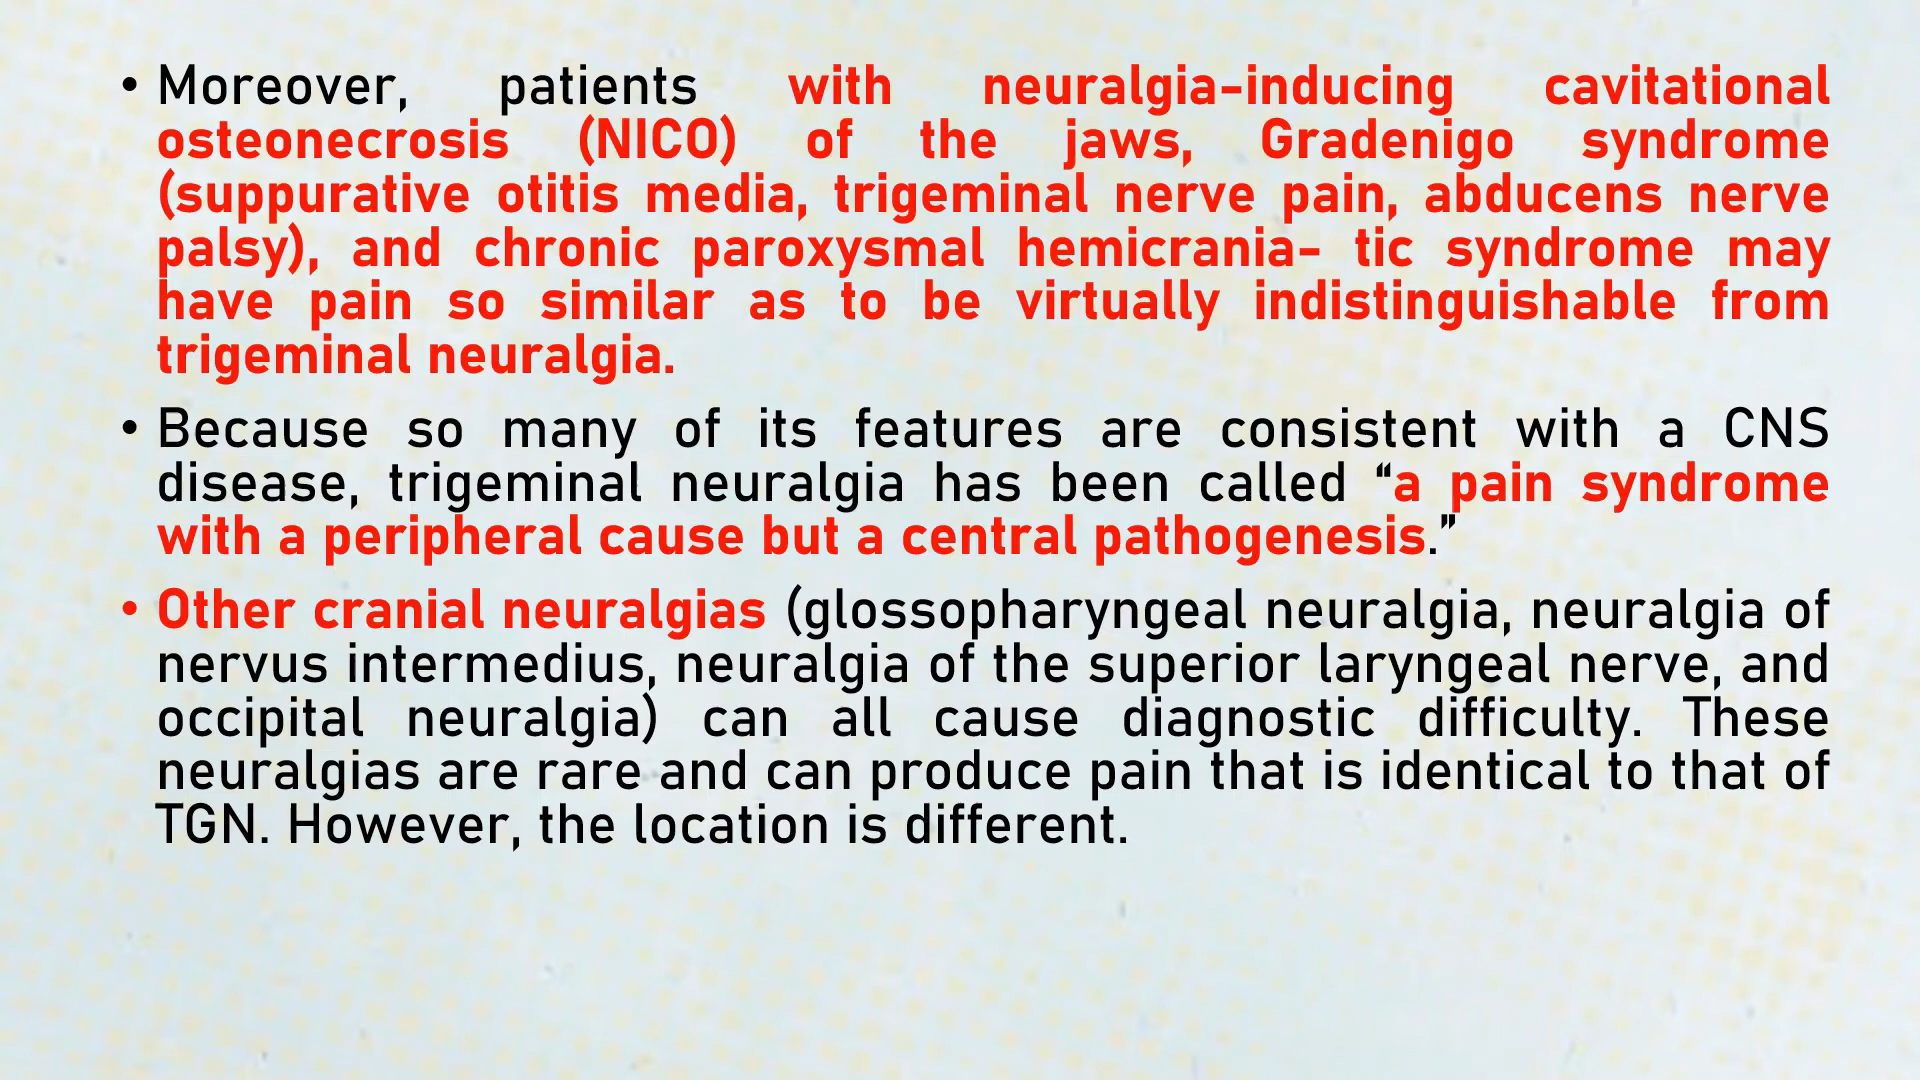 • Moreover, patients with neuralgia-inducing cavitational
osteonecrosis (NICO) of the jaws, Gradenigo syndrome
(suppurative otitis media, trigeminal nerve pain, abducens nerve
palsy), and chronic paroxysmal hemicrania- tic syndrome may
have pain so similar as to be virtually indistinguishable from
trigeminal neuralgia.
• Because so many of its features are consistent with a CNS
disease, trigeminal neuralgia has been called “a pain syndrome
with a peripheral cause but a central pathogenesis.”
• Other cranial neuralgias (glossopharyngeal neuralgia, neuralgia of
nervus intermedius, neuralgia of the superior laryngeal nerve, and
occipital neuralgia) can all cause diagnostic difficulty. These
neuralgias are rare and can produce pain that is identical to that of
TGN. However, the location is different.